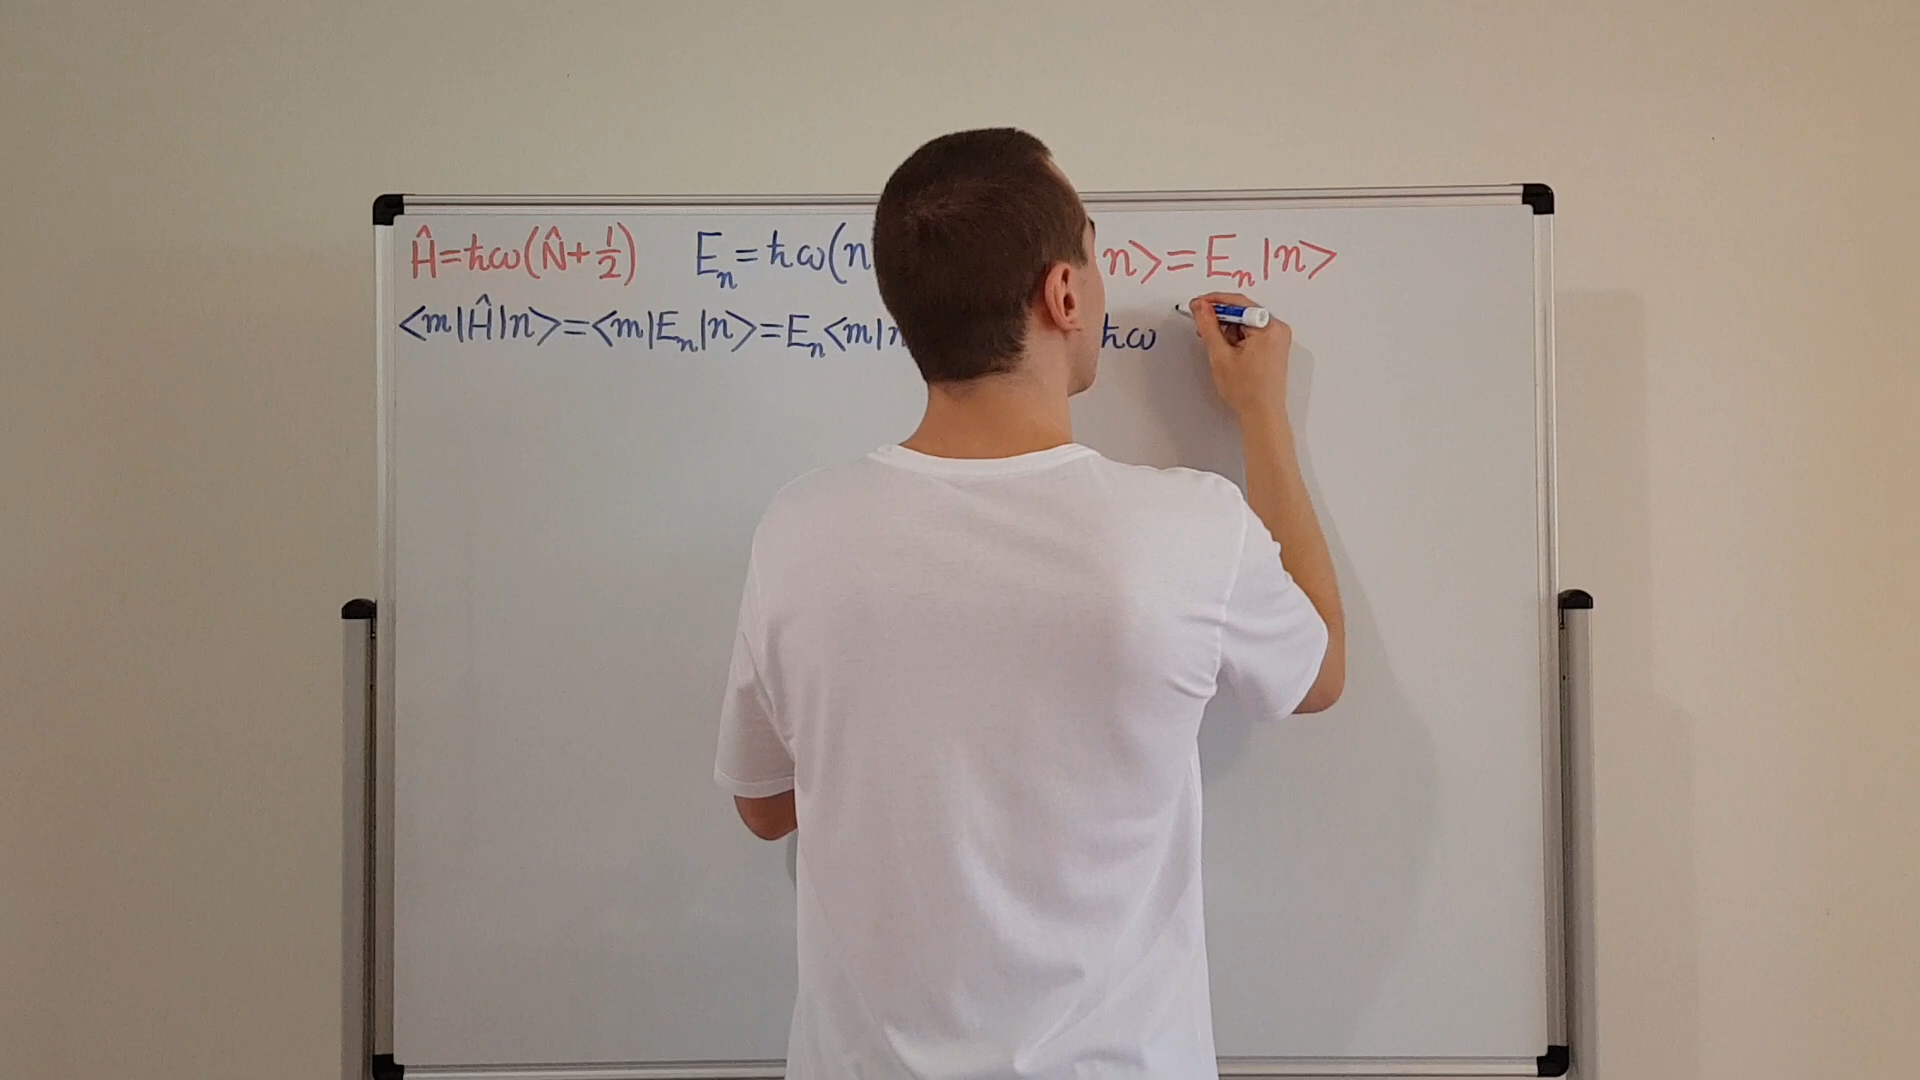 Ĥ=ħω(N̂+1/2) Eₙ=ħω(n n>=Eₙ|n>
<m|Ĥ|n>=<m|Eₙ|n>=Eₙ<m|n ħω